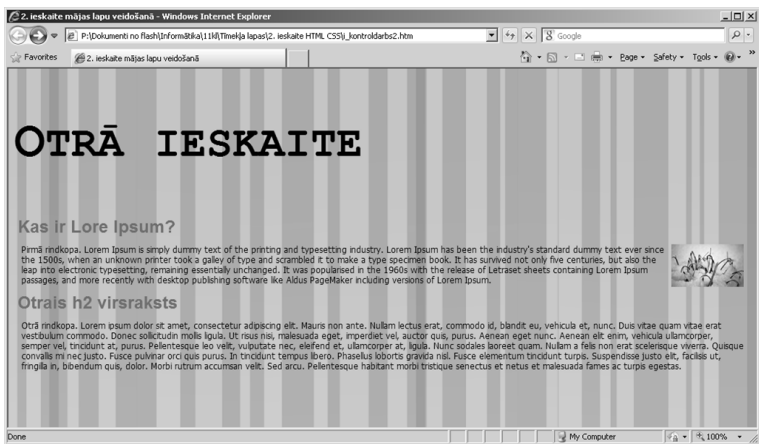 2. ieskaite mājas lapu veidošanā - Windows Internet Explorer
P:\Dokumenti no flash\Informātika\11kl\Tīmekļa lapas\2. ieskaite HTML CSS\j_kontroldarbs2.htm
Google
Favorites
2. ieskaite mājas lapu veidošanā
Page
Safety
Tools
Otrā ieskaite
Kas ir Lore Ipsum?
Pirmā rindkopa. Lorem Ipsum is simply dummy text of the printing and typesetting industry. Lorem Ipsum has been the industry's standard dummy text ever since
the 1500s, when an unknown printer took a galley of type and scrambled it to make a type specimen book. It has survived not only five centuries, but also the
leap into electronic typesetting, remaining essentially unchanged. It was popularised in the 1960s with the release of Letraset sheets containing Lorem Ipsum
passages, and more recently with desktop publishing software like Aldus PageMaker including versions of Lorem Ipsum.
Otrais h2 virsraksts
Otrā rindkopa. Lorem ipsum dolor sit amet, consectetur adipiscing elit. Mauris non ante. Nullam lectus erat, commodo id, blandit eu, vehicula et, nunc. Duis vitae quam vitae erat
vestibulum commodo. Donec sollicitudin mollis ligula. Ut risus nisi, malesuada eget, imperdiet vel, auctor quis, purus. Aenean eget nunc. Aenean elit enim, vehicula ullamcorper,
semper vel, tincidunt at, purus. Pellentesque leo velit, vulputate nec, eleifend et, ullamcorper at, ligula. Nunc sodales laoreet quam. Nullam a felis non erat scelerisque viverra. Quisque
convallis mi nec justo. Fusce pulvinar orci quis purus. In tincidunt tempus libero. Phasellus lobortis gravida nisl. Fusce elementum tincidunt turpis. Suspendisse justo elit, facilisis ut,
fringilla in, bibendum quis, dolor. Morbi rutrum accumsan velit. Sed arcu. Pellentesque habitant morbi tristique senectus et netus et malesuada fames ac turpis egestas.
Done
My Computer
100%